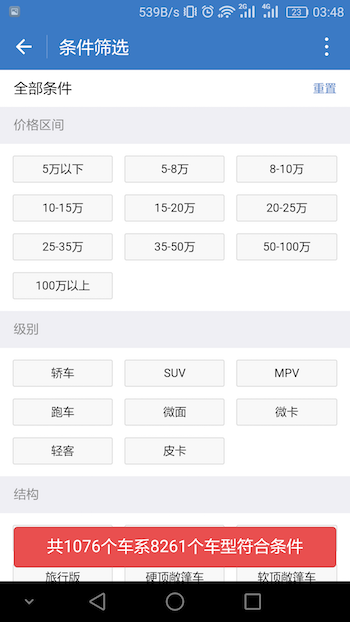 539B/s 2G 4G 23 03:48
条件筛选
全部条件 重置
价格区间
5万以下 5-8万 8-10万
10-15万 15-20万 20-25万
25-35万 35-50万 50-100万
100万以上
级别
轿车 SUV MPV
跑车 微面 微卡
轻客 皮卡
结构
共1076个车系8261个车型符合条件
旅行版 硬顶敞篷车 软顶敞篷车